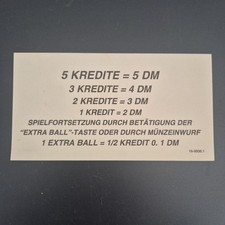 5 KREDITE = 5 DM
3 KREDITE = 4 DM
2 KREDITE = 3 DM
1 KREDIT = 2 DM
SPIELFORTSETZUNG DURCH BETÄTIGUNG DER
"EXTRA BALL"-TASTE ODER DURCH MÜNZEINWURF
1 EXTRA BALL = 1/2 KREDIT O. 1 DM